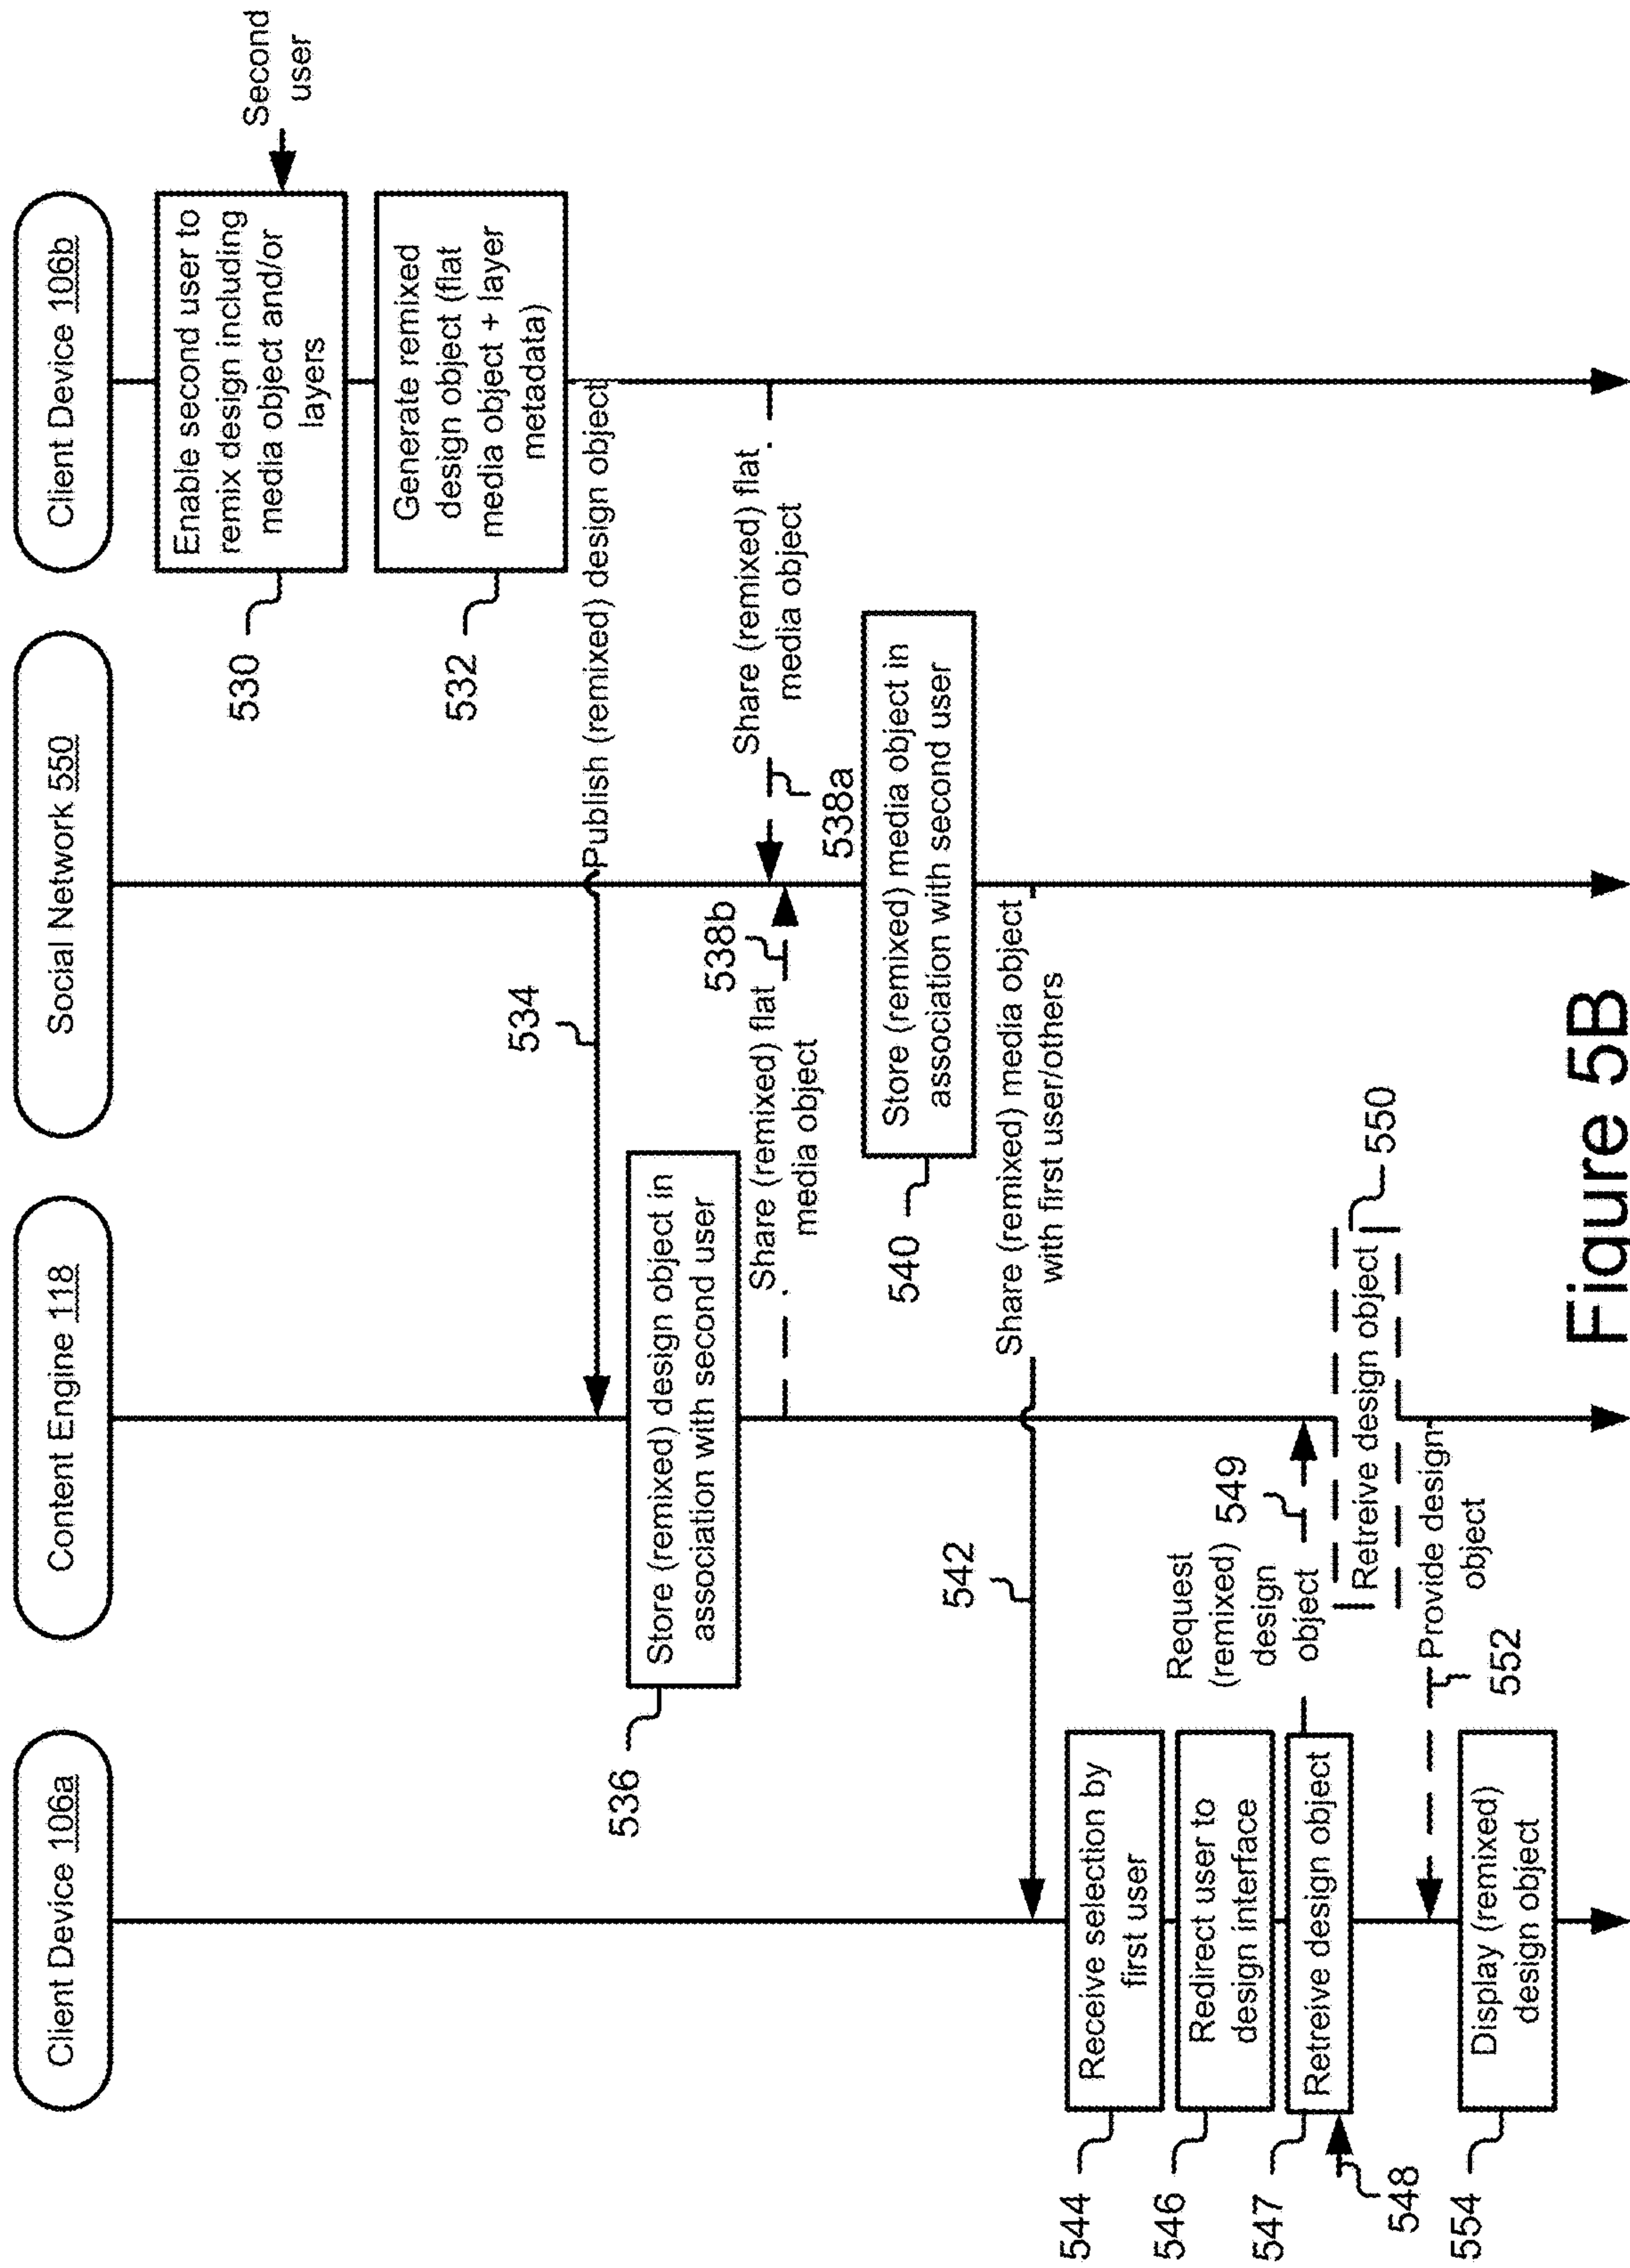 Client Device 106a
Content Engine 118
Social Network 550
Client Device 106b
Enable second user to
remix design including
media object and/or
layers
Second
user
530
Generate remixed
design object (flat
media object + layer
metadata)
532
Publish (remixed) design object
534
Store (remixed) design object in
association with second user
536
Share (remixed) flat
media object
538a
Share (remixed) flat
media object
538b
Store (remixed) media object in
association with second user
540
Share (remixed) media object
with first user/others
542
Receive selection by
first user
544
Redirect user to
design interface
546
Retreive design object
547
548
Request
(remixed)
design
object
549
Retreive design object
550
Provide design
object
552
Display (remixed)
design object
554
Figure 5B